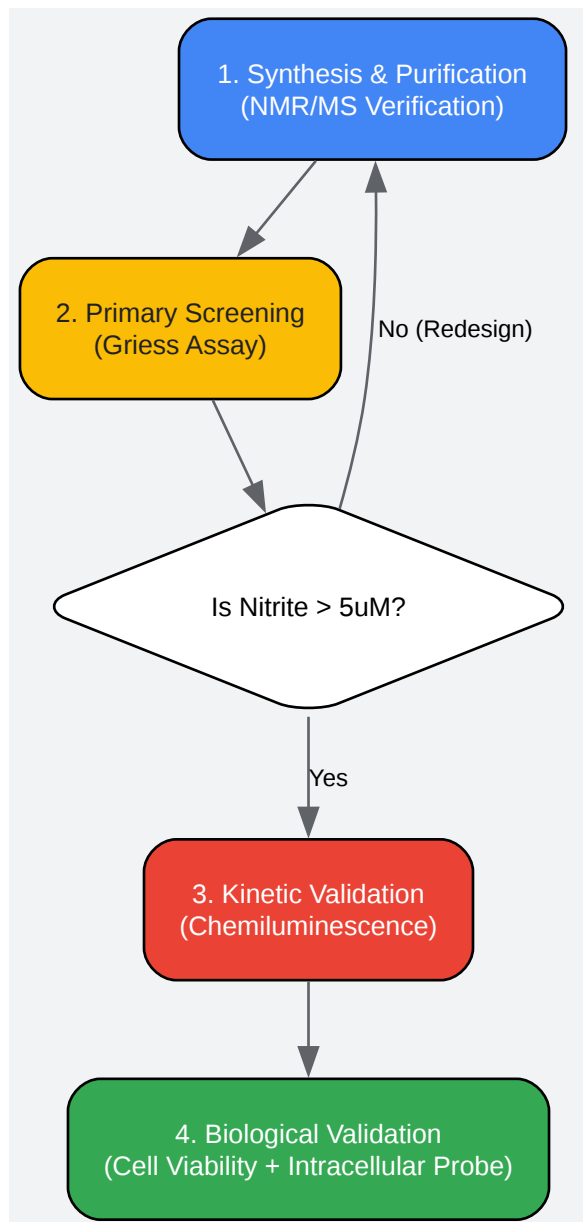 1. Synthesis & Purification
(NMR/MS Verification)
2. Primary Screening
(Griess Assay)
No (Redesign)
Is Nitrite > 5uM?
Yes
3. Kinetic Validation
(Chemiluminescence)
4. Biological Validation
(Cell Viability + Intracellular Probe)